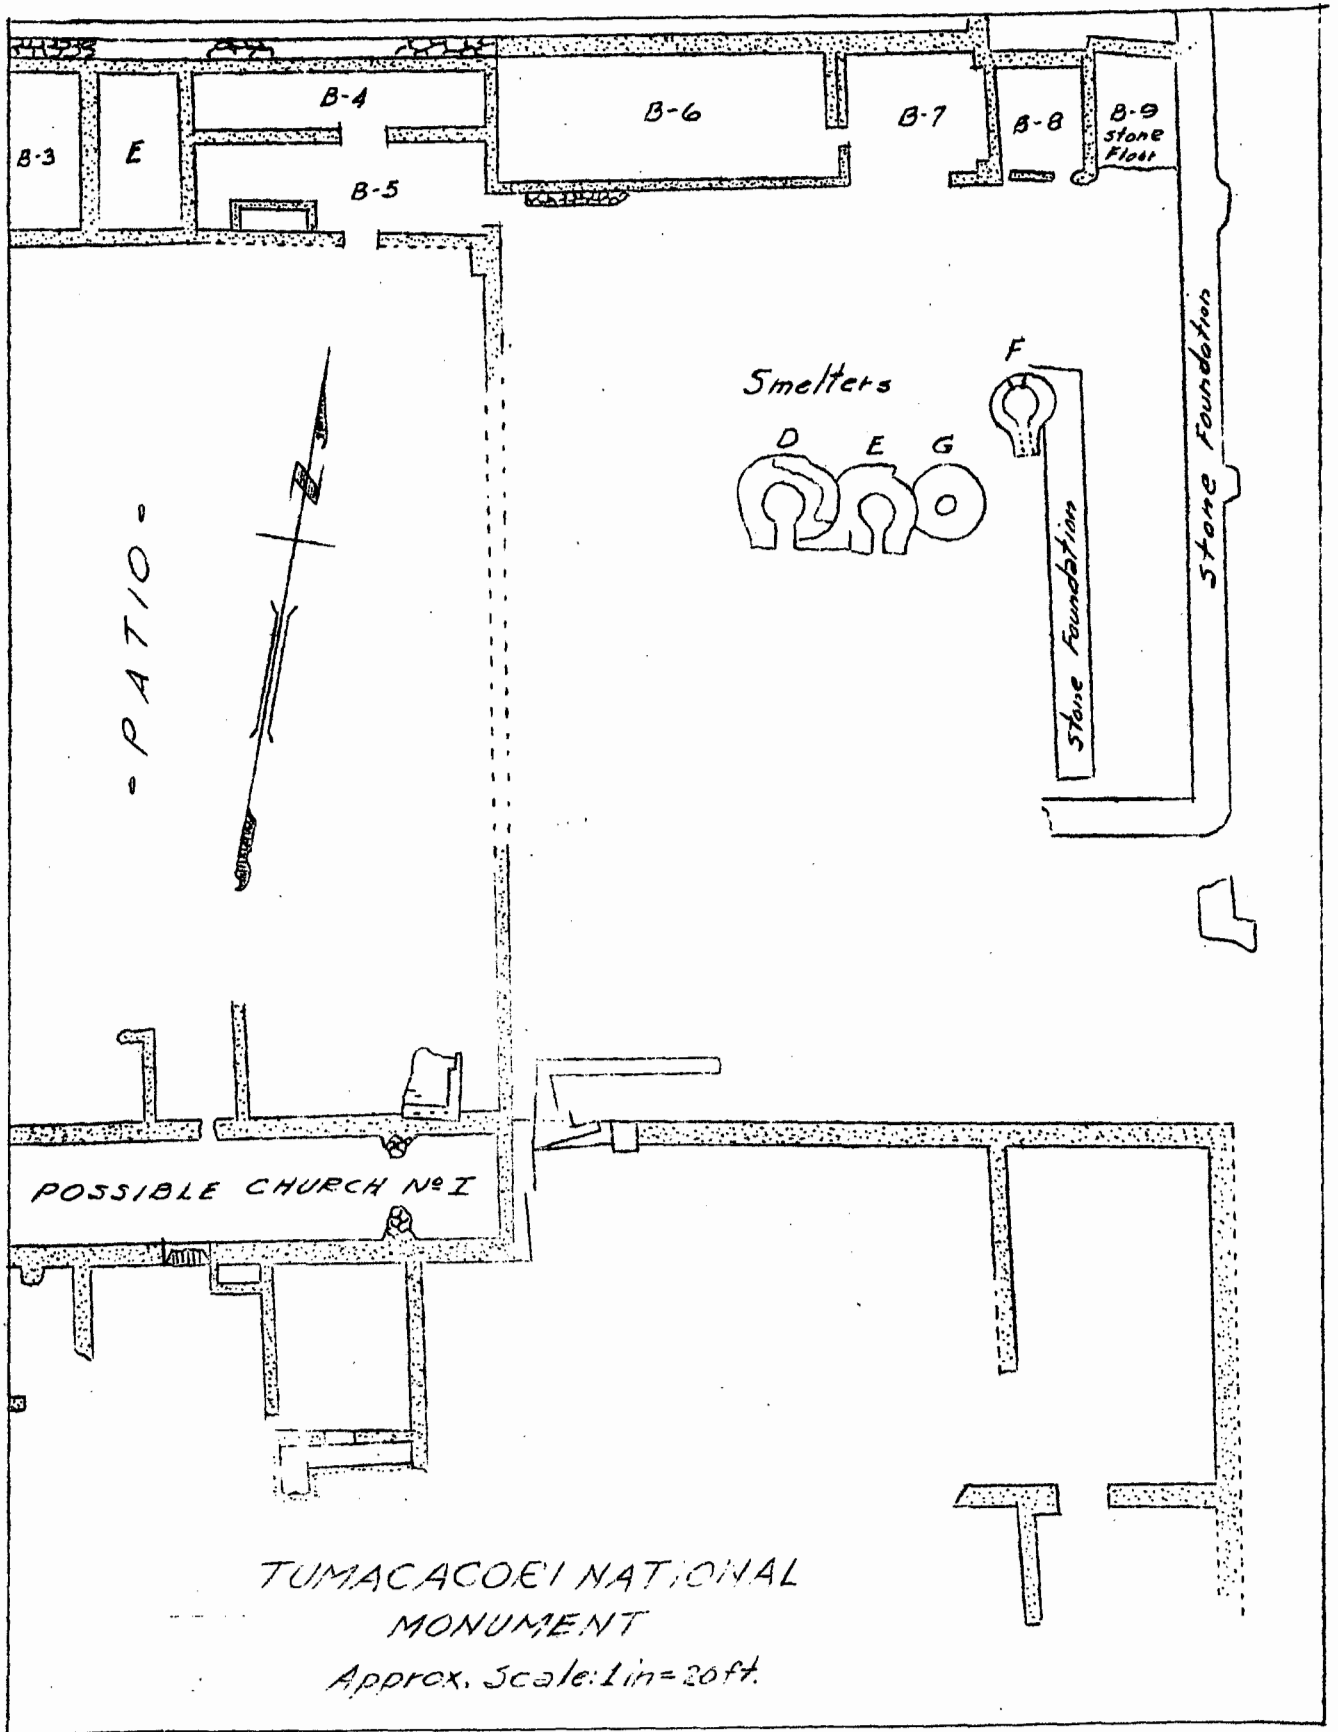 B-3
E
B-4
B-5
B-6
B-7
B-8
B-9
stone
Floor
Smelters
D
E
G
F
Stone Foundation
Stone Foundation
- PATIO -
POSSIBLE CHURCH Nº I
TUMACACORI NATIONAL
MONUMENT
Approx. Scale: 1 in = 20 ft.